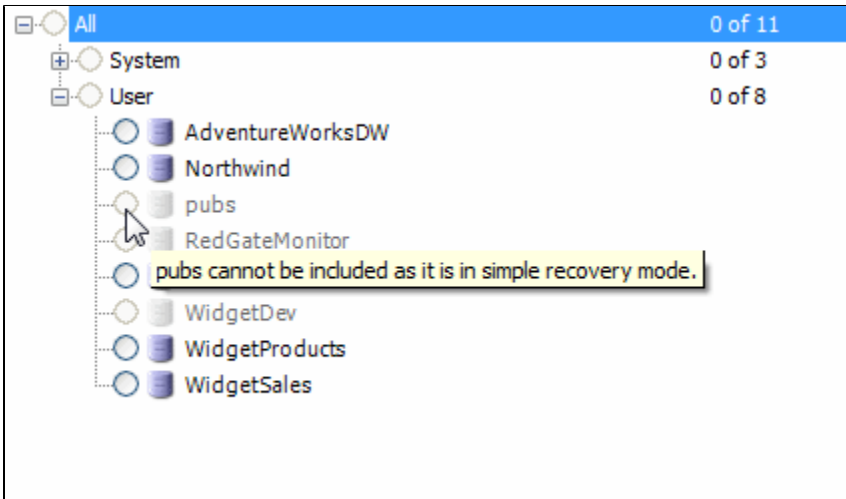 All 0 of 11
System 0 of 3
User 0 of 8
AdventureWorksDW
Northwind
pubs
RedGateMonitor
pubs cannot be included as it is in simple recovery mode.
WidgetDev
WidgetProducts
WidgetSales